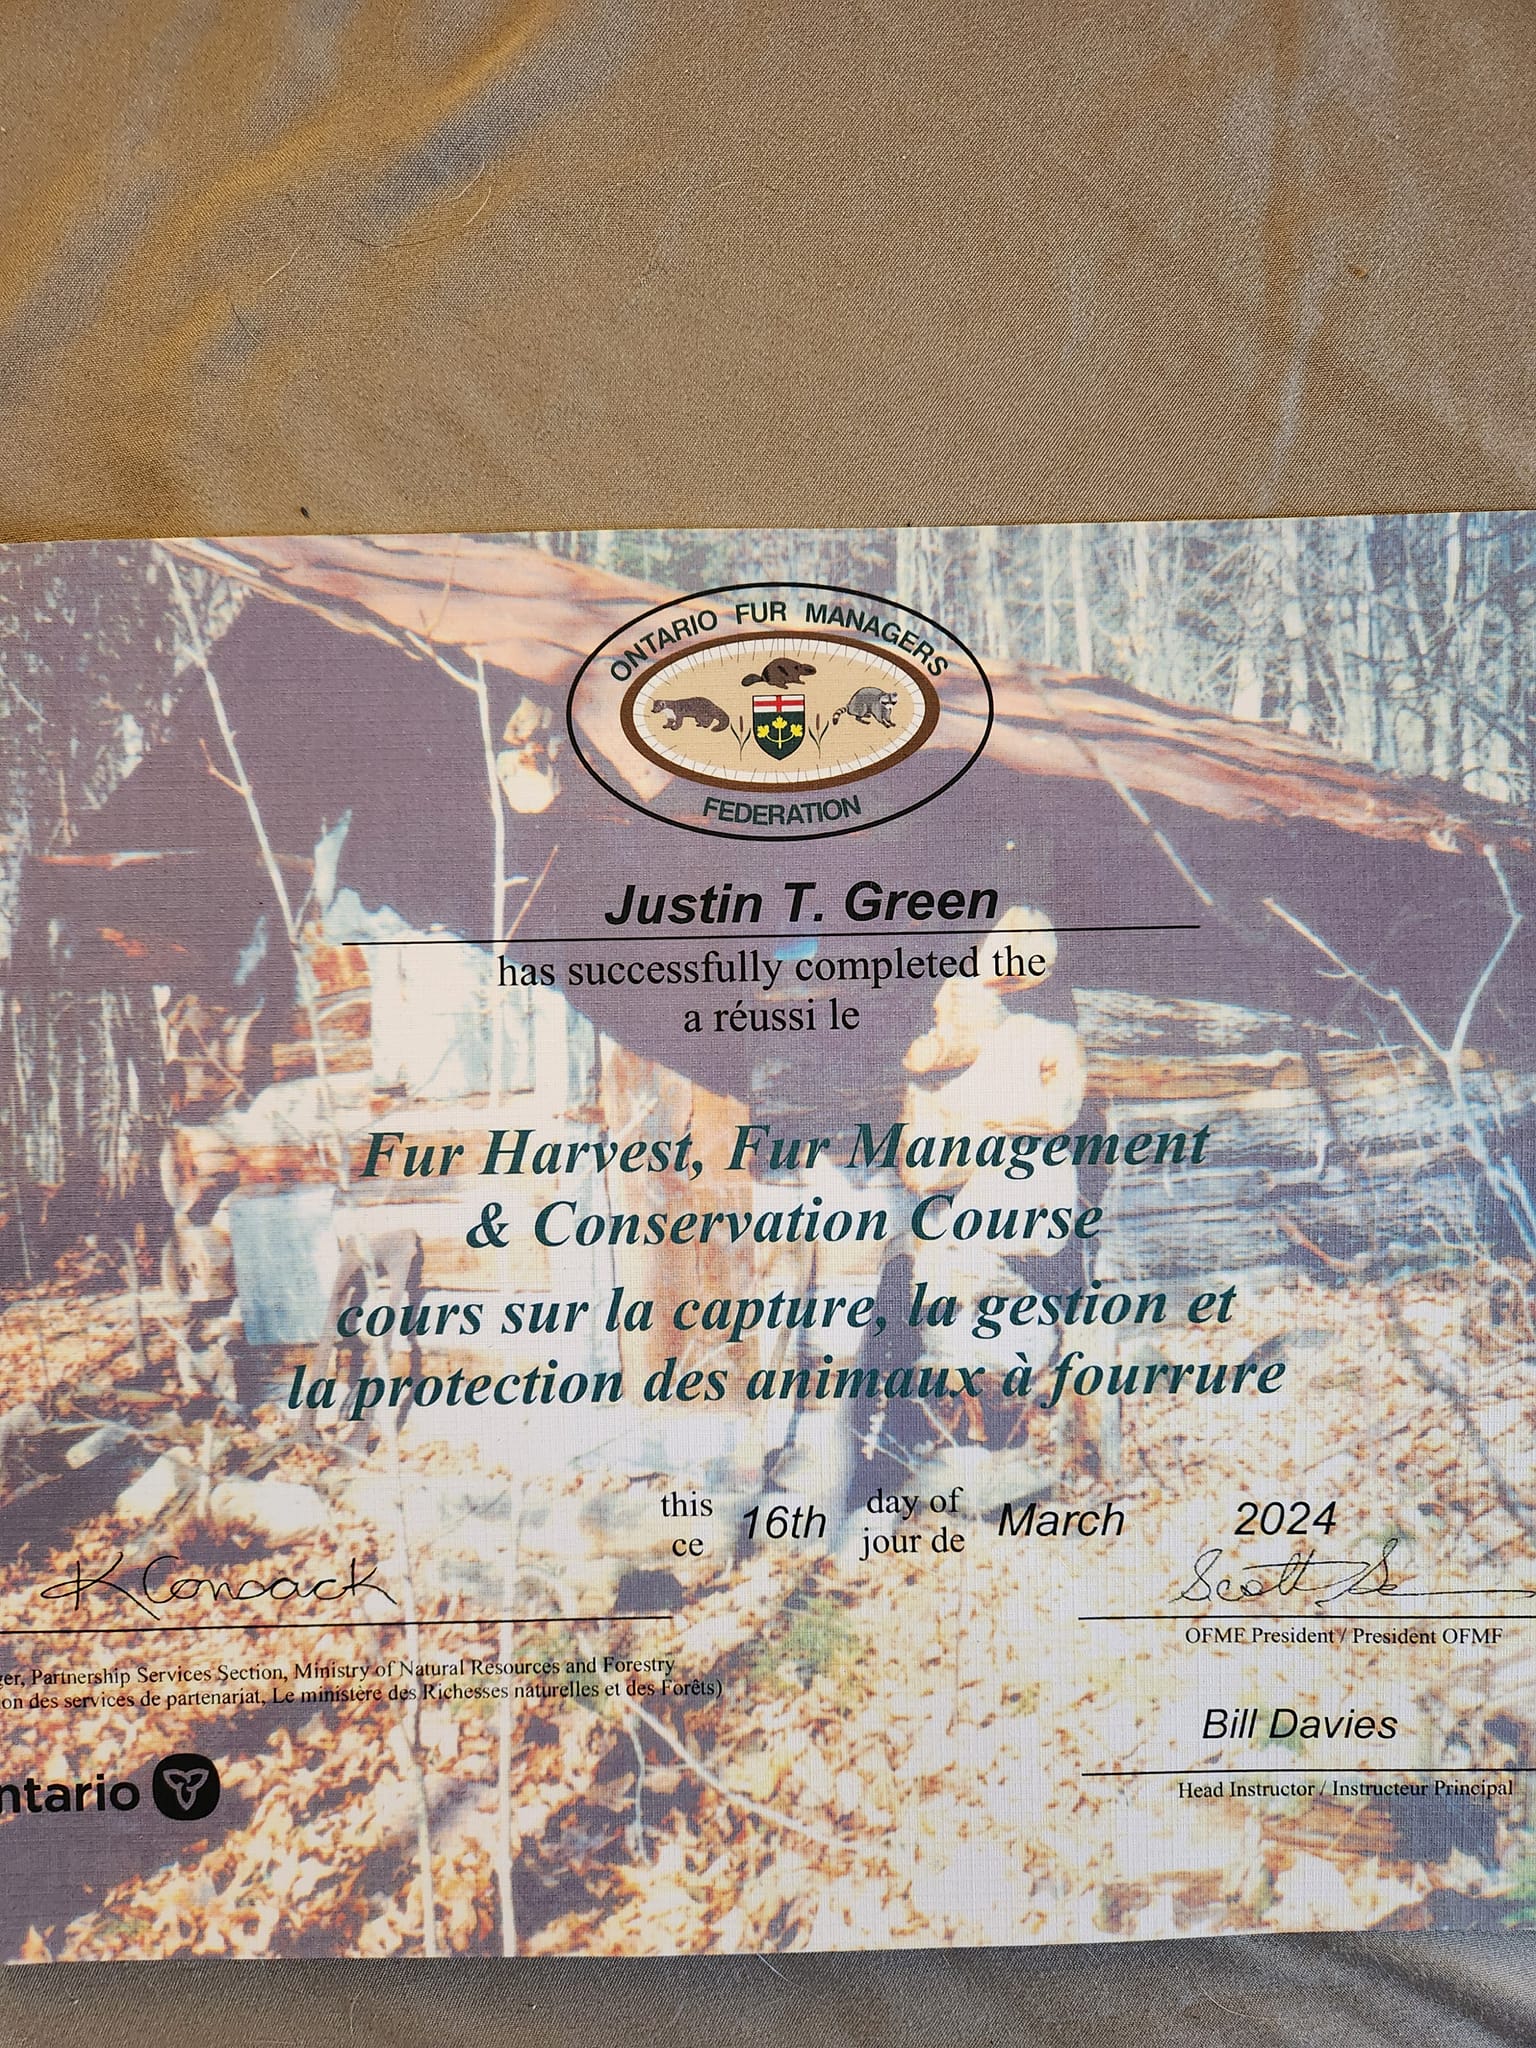 ONTARIO FUR MANAGERS
FEDERATION
Justin T. Green
has successfully completed the
a réussi le
Fur Harvest, Fur Management
& Conservation Course
cours sur la capture, la gestion et
la protection des animaux à fourrure
this 16th day of March 2024
ce jour de
K Consack
Scott
OFMF President / President OFMF
er, Partnership Services Section, Ministry of Natural Resources and Forestry
on des services de partenariat, Le ministère des Richesses naturelles et des Forêts)
Bill Davies
Head Instructor / Instructeur Principal
ntario